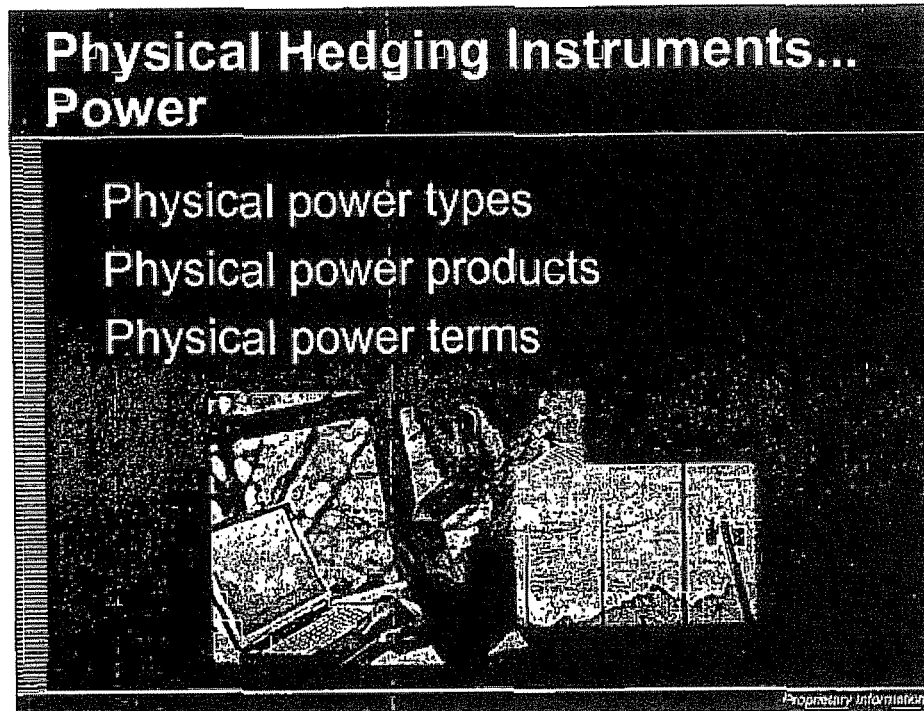 Physical Hedging Instruments...
Power
Physical power types
Physical power products
Physical power terms
Proprietary Information